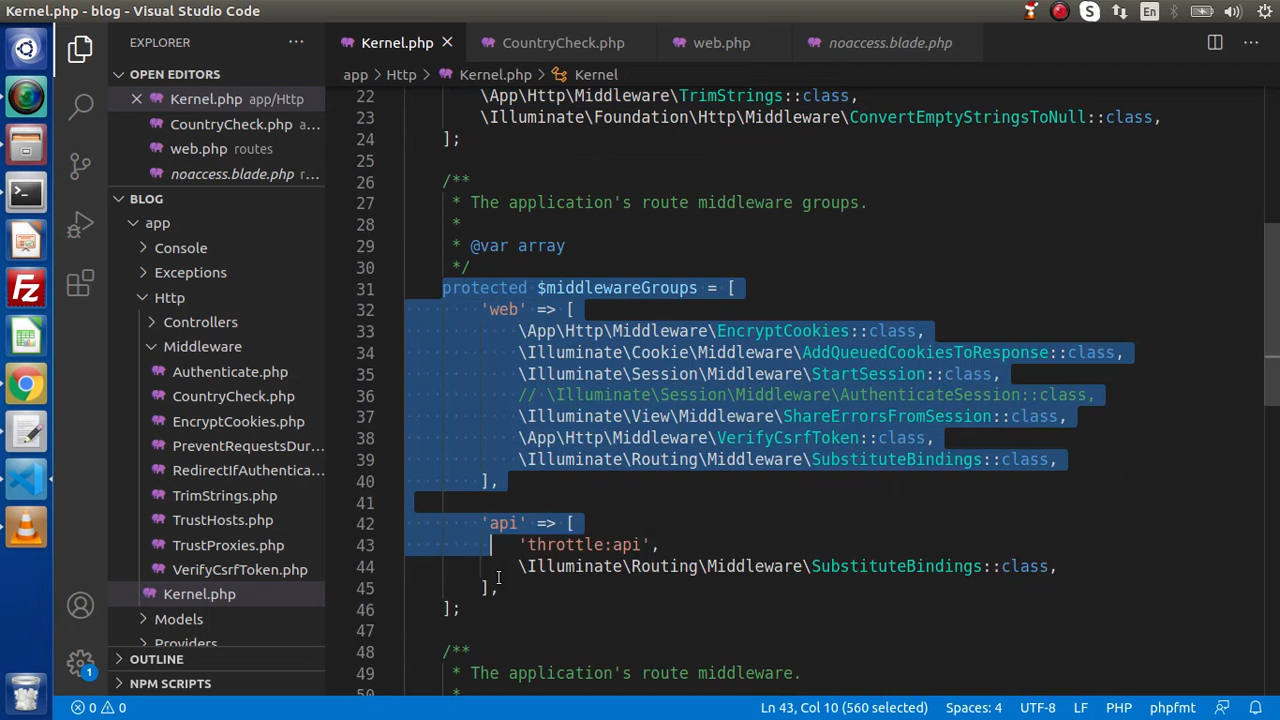 Kernel.php - blog - Visual Studio Code
En
EXPLORER
Kernel.php
CountryCheck.php
web.php
noaccess.blade.php
OPEN EDITORS
app > Http > Kernel.php > Kernel
Kernel.php app/Http
CountryCheck.php a...
web.php routes
noaccess.blade.php r...
BLOG
app
Console
Exceptions
Http
Controllers
Middleware
Authenticate.php
CountryCheck.php
EncryptCookies.php
PreventRequestsDur...
RedirectIfAuthentica...
TrimStrings.php
TrustHosts.php
TrustProxies.php
VerifyCsrfToken.php
Kernel.php
Models
Providers
OUTLINE
NPM SCRIPTS
22 \App\Http\Middleware\TrimStrings::class,
23 \Illuminate\Foundation\Http\Middleware\ConvertEmptyStringsToNull::class,
24 ];
25
26 /**
27 * The application's route middleware groups.
28 *
29 * @var array
30 */
31 protected $middlewareGroups = [
32 'web' => [
33 \App\Http\Middleware\EncryptCookies::class,
34 \Illuminate\Cookie\Middleware\AddQueuedCookiesToResponse::class,
35 \Illuminate\Session\Middleware\StartSession::class,
36 // \Illuminate\Session\Middleware\AuthenticateSession::class,
37 \Illuminate\View\Middleware\ShareErrorsFromSession::class,
38 \App\Http\Middleware\VerifyCsrfToken::class,
39 \Illuminate\Routing\Middleware\SubstituteBindings::class,
40 ],
41
42 'api' => [
43 'throttle:api',
44 \Illuminate\Routing\Middleware\SubstituteBindings::class,
45 ],
46 ];
47
48 /**
49 * The application's route middleware.
50 *
1
0 0
Ln 43, Col 10 (560 selected)
Spaces: 4
UTF-8
LF
PHP
phpfmt